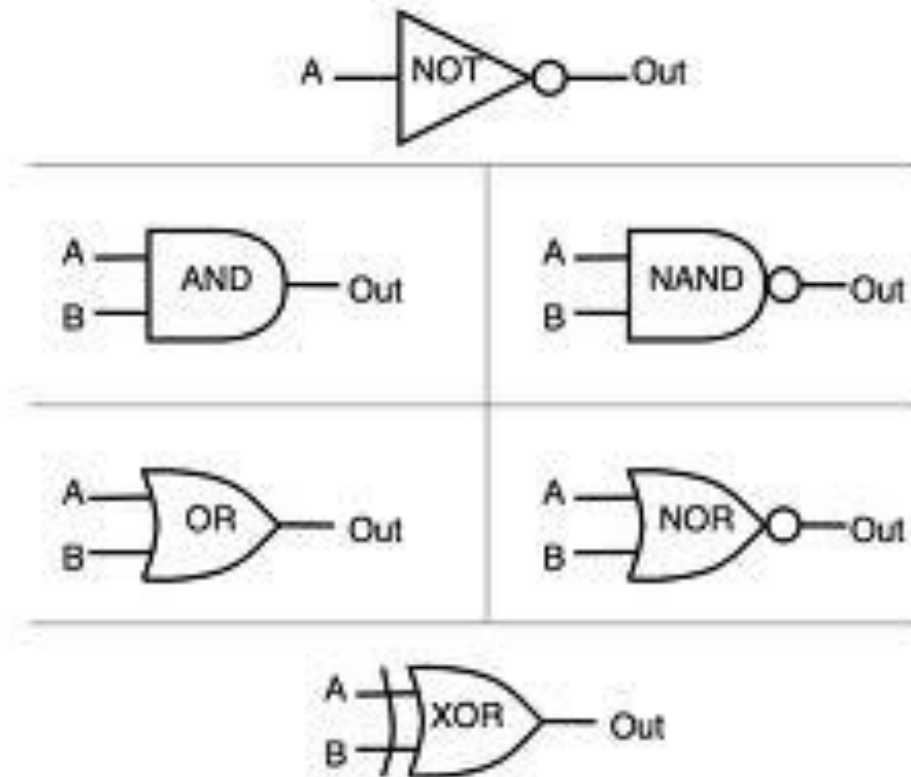 A NOT Out
A AND Out
B
A NAND Out
B
A OR Out
B
A NOR Out
B
A XOR Out
B